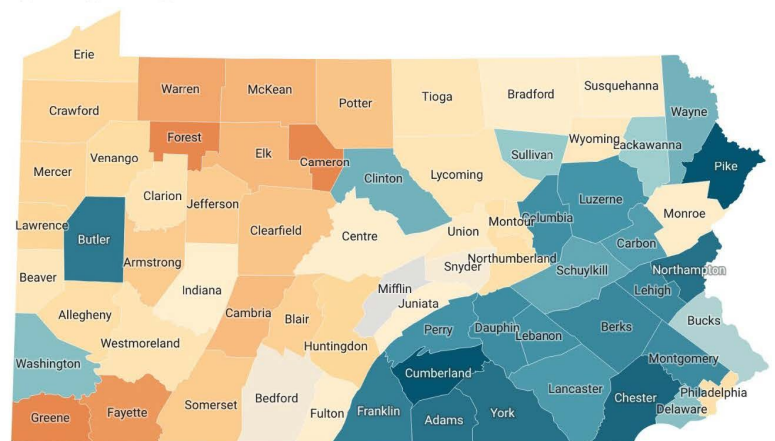 Erie
Warren
McKean
Potter
Tioga
Bradford
Susquehanna
Crawford
Wayne
Forest
Wyoming
Lackawanna
Venango
Elk
Cameron
Sullivan
Pike
Mercer
Clinton
Lycoming
Clarion
Jefferson
Luzerne
Monroe
Lawrence
Butler
Clearfield
Centre
Union
Montour
Columbia
Carbon
Armstrong
Northumberland
Beaver
Snyder
Schuylkill
Northampton
Indiana
Mifflin
Lehigh
Juniata
Allegheny
Cambria
Blair
Bucks
Perry
Dauphin
Lebanon
Berks
Westmoreland
Huntingdon
Washington
Montgomery
Cumberland
Lancaster
Philadelphia
Bedford
Chester
Somerset
Delaware
Greene
Fayette
Fulton
Franklin
Adams
York